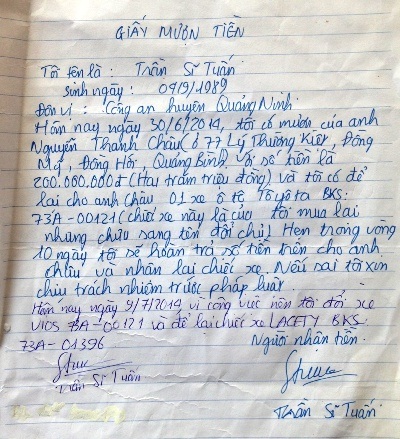 GIẤY MƯỢN TIỀN
Tôi tên là : Trần Sĩ Tuấn
Sinh ngày : 04/9/1989
Đơn vị : Công an huyện Quảng Ninh
Hôm nay ngày 30/6/2014, tôi có mượn của anh
Nguyễn Thanh Châu ở 77 Lý Thường Kiệt, Đồng
Mỹ, Đồng Hới, Quảng Bình với số tiền là
200.000.000đ (Hai trăm triệu đồng) và tôi có để
lại cho anh Châu 01 xe ô tô Toyota BKS:
73A-00121 (chiếc xe này là của tôi mua lại
nhưng chưa sang tên đổi chủ) Hẹn trong vòng
10 ngày tôi sẽ hoàn trả số tiền trên cho anh
Châu và nhận lại chiếc xe. Nếu sai tôi xin
chịu trách nhiệm trước pháp luật
Hôm nay ngày 9/7/2014 vì công việc nên tôi đổi xe
VIOS 73A-00121 và để lại chiếc xe LACETY BKS:
73A-01396
Người nhận tiền
Trần Sĩ Tuấn
Trần Sĩ Tuấn